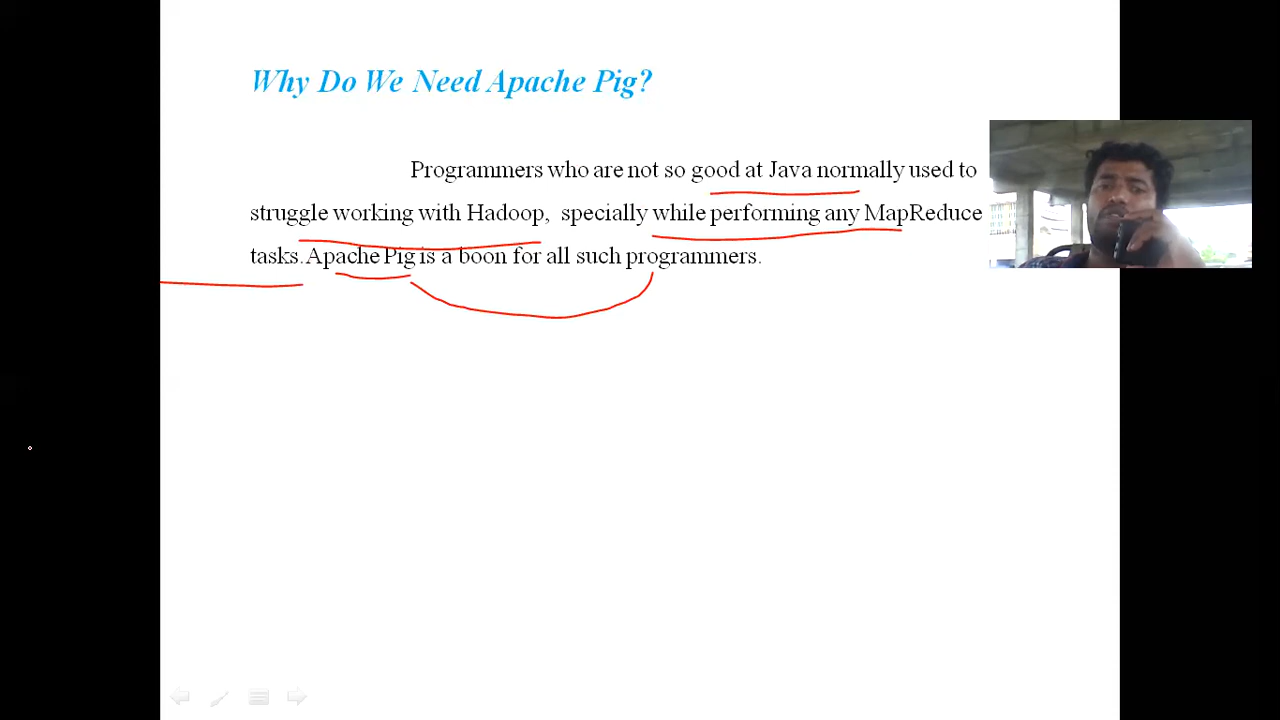 Why Do We Need Apache Pig?
Programmers who are not so good at Java normally used to
struggle working with Hadoop, specially while performing any MapReduce
tasks. Apache Pig is a boon for all such programmers.